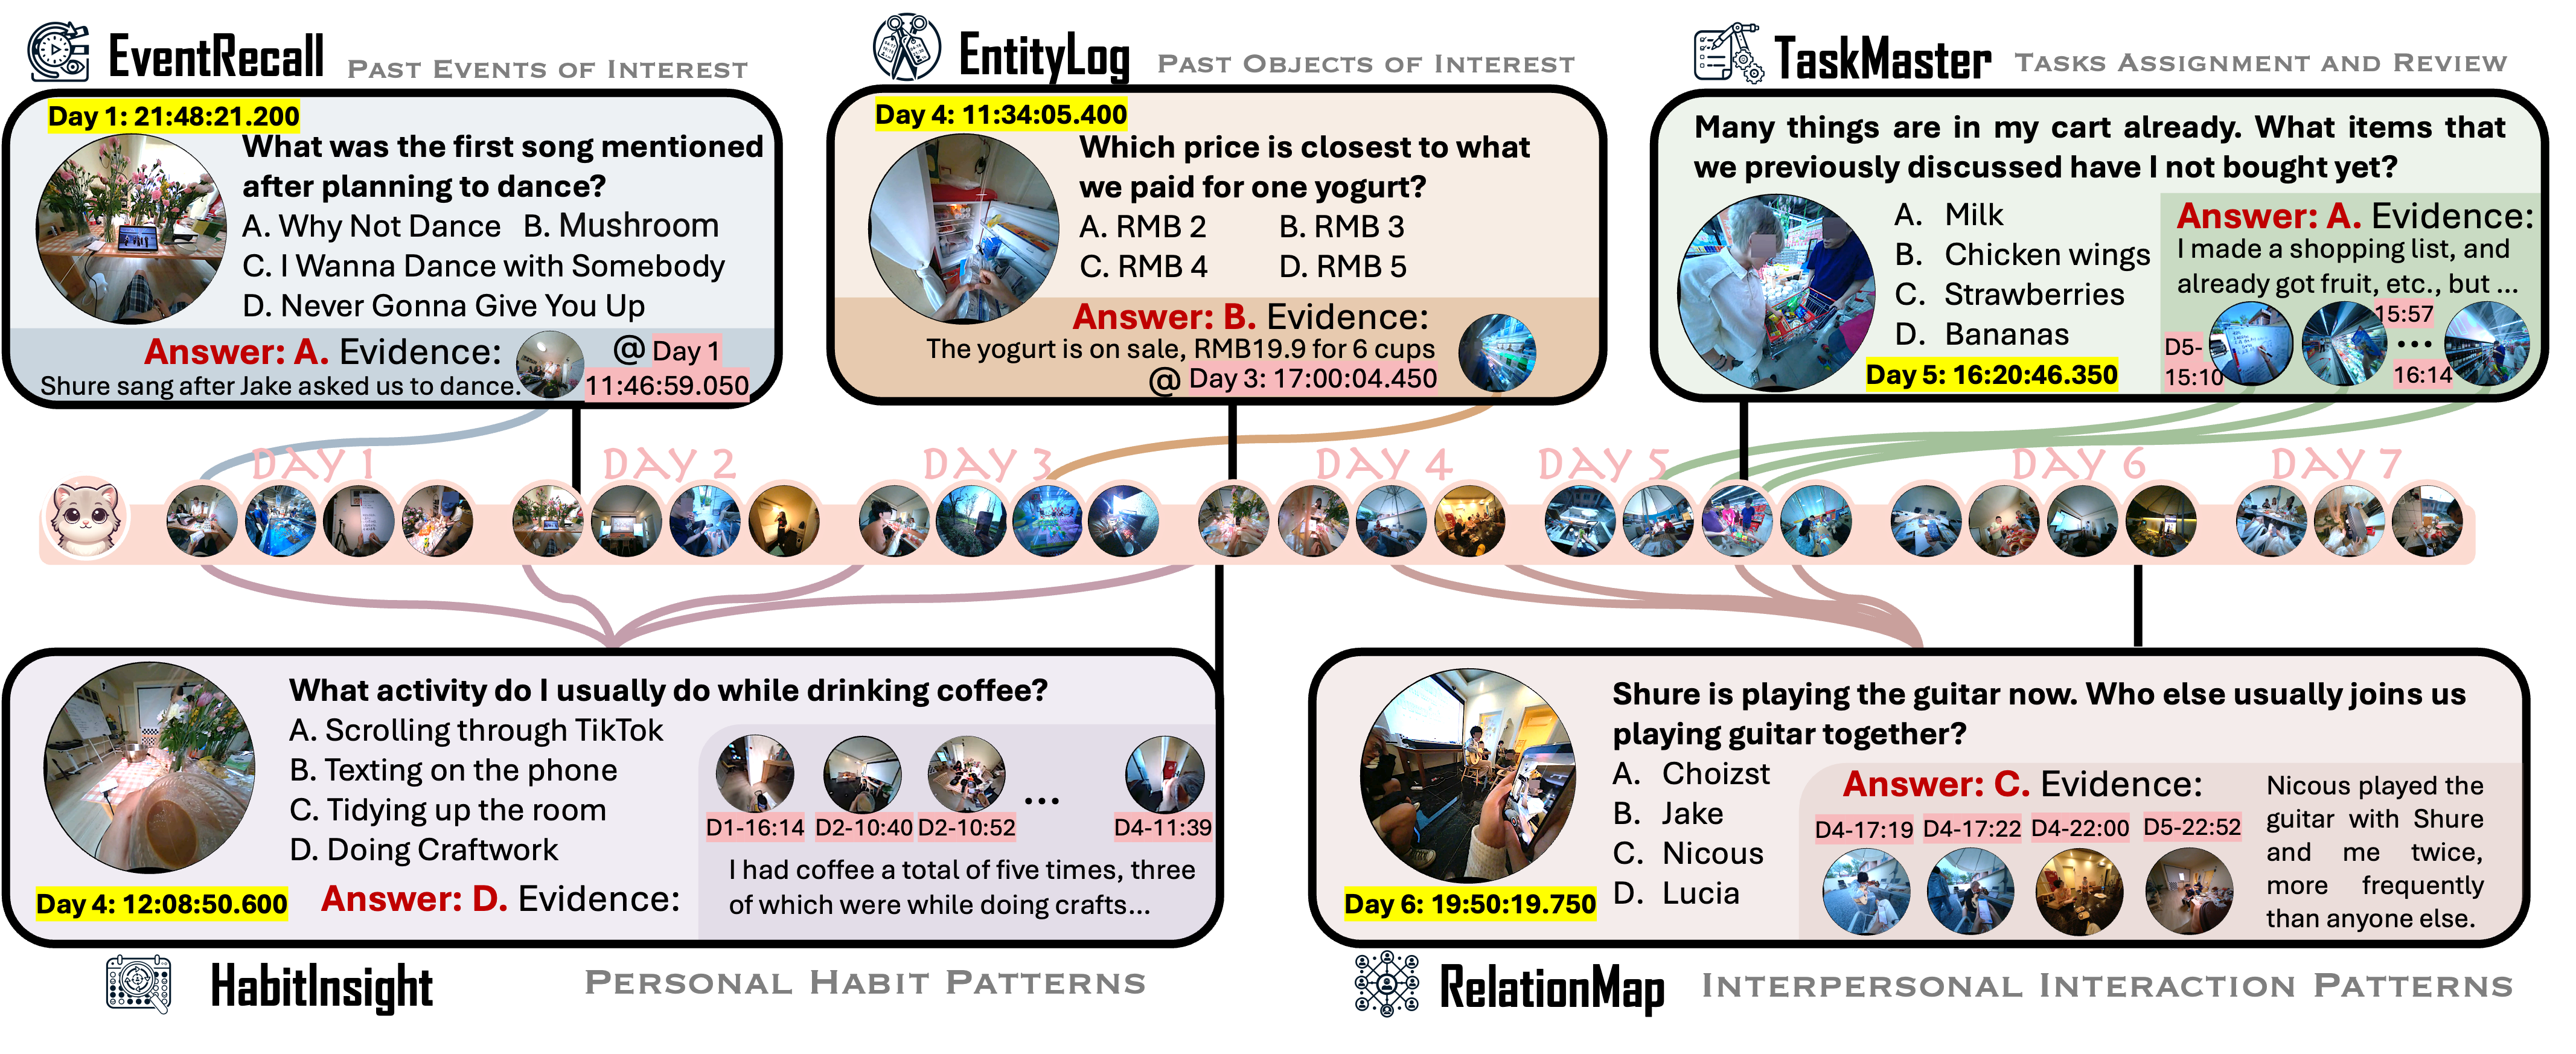 EventRecall PAST EVENTS OF INTEREST
Day 1: 21:48:21.200
What was the first song mentioned
after planning to dance?
A. Why Not Dance B. Mushroom
C. I Wanna Dance with Somebody
D. Never Gonna Give You Up
Answer: A. Evidence:
Shure sang after Jake asked us to dance.
@ Day 1
11:46:59.050
EntityLog PAST OBJECTS OF INTEREST
Day 4: 11:34:05.400
Which price is closest to what
we paid for one yogurt?
A. RMB 2 B. RMB 3
C. RMB 4 D. RMB 5
Answer: B. Evidence:
The yogurt is on sale, RMB19.9 for 6 cups
@ Day 3: 17:00:04.450
TaskMaster TASKS ASSIGNMENT AND REVIEW
Many things are in my cart already. What items that
we previously discussed have I not bought yet?
A. Milk
B. Chicken wings
C. Strawberries
D. Bananas
Day 5: 16:20:46.350
Answer: A. Evidence:
I made a shopping list, and
already got fruit, etc., but ...
D5-
15:10
15:57
...
16:14
DAY 1 DAY 2 DAY 3 DAY 4 DAY 5 DAY 6 DAY 7
What activity do I usually do while drinking coffee?
A. Scrolling through TikTok
B. Texting on the phone
C. Tidying up the room
D. Doing Craftwork
Day 4: 12:08:50.600
Answer: D. Evidence:
...
D1-16:14 D2-10:40 D2-10:52 D4-11:39
I had coffee a total of five times, three
of which were while doing crafts...
HabitInsight PERSONAL HABIT PATTERNS
Shure is playing the guitar now. Who else usually joins us
playing guitar together?
A. Choizst
B. Jake
C. Nicous
D. Lucia
Day 6: 19:50:19.750
Answer: C. Evidence:
D4-17:19 D4-17:22 D4-22:00 D5-22:52
Nicous played the
guitar with Shure
and me twice,
more frequently
than anyone else.
RelationMap INTERPERSONAL INTERACTION PATTERNS